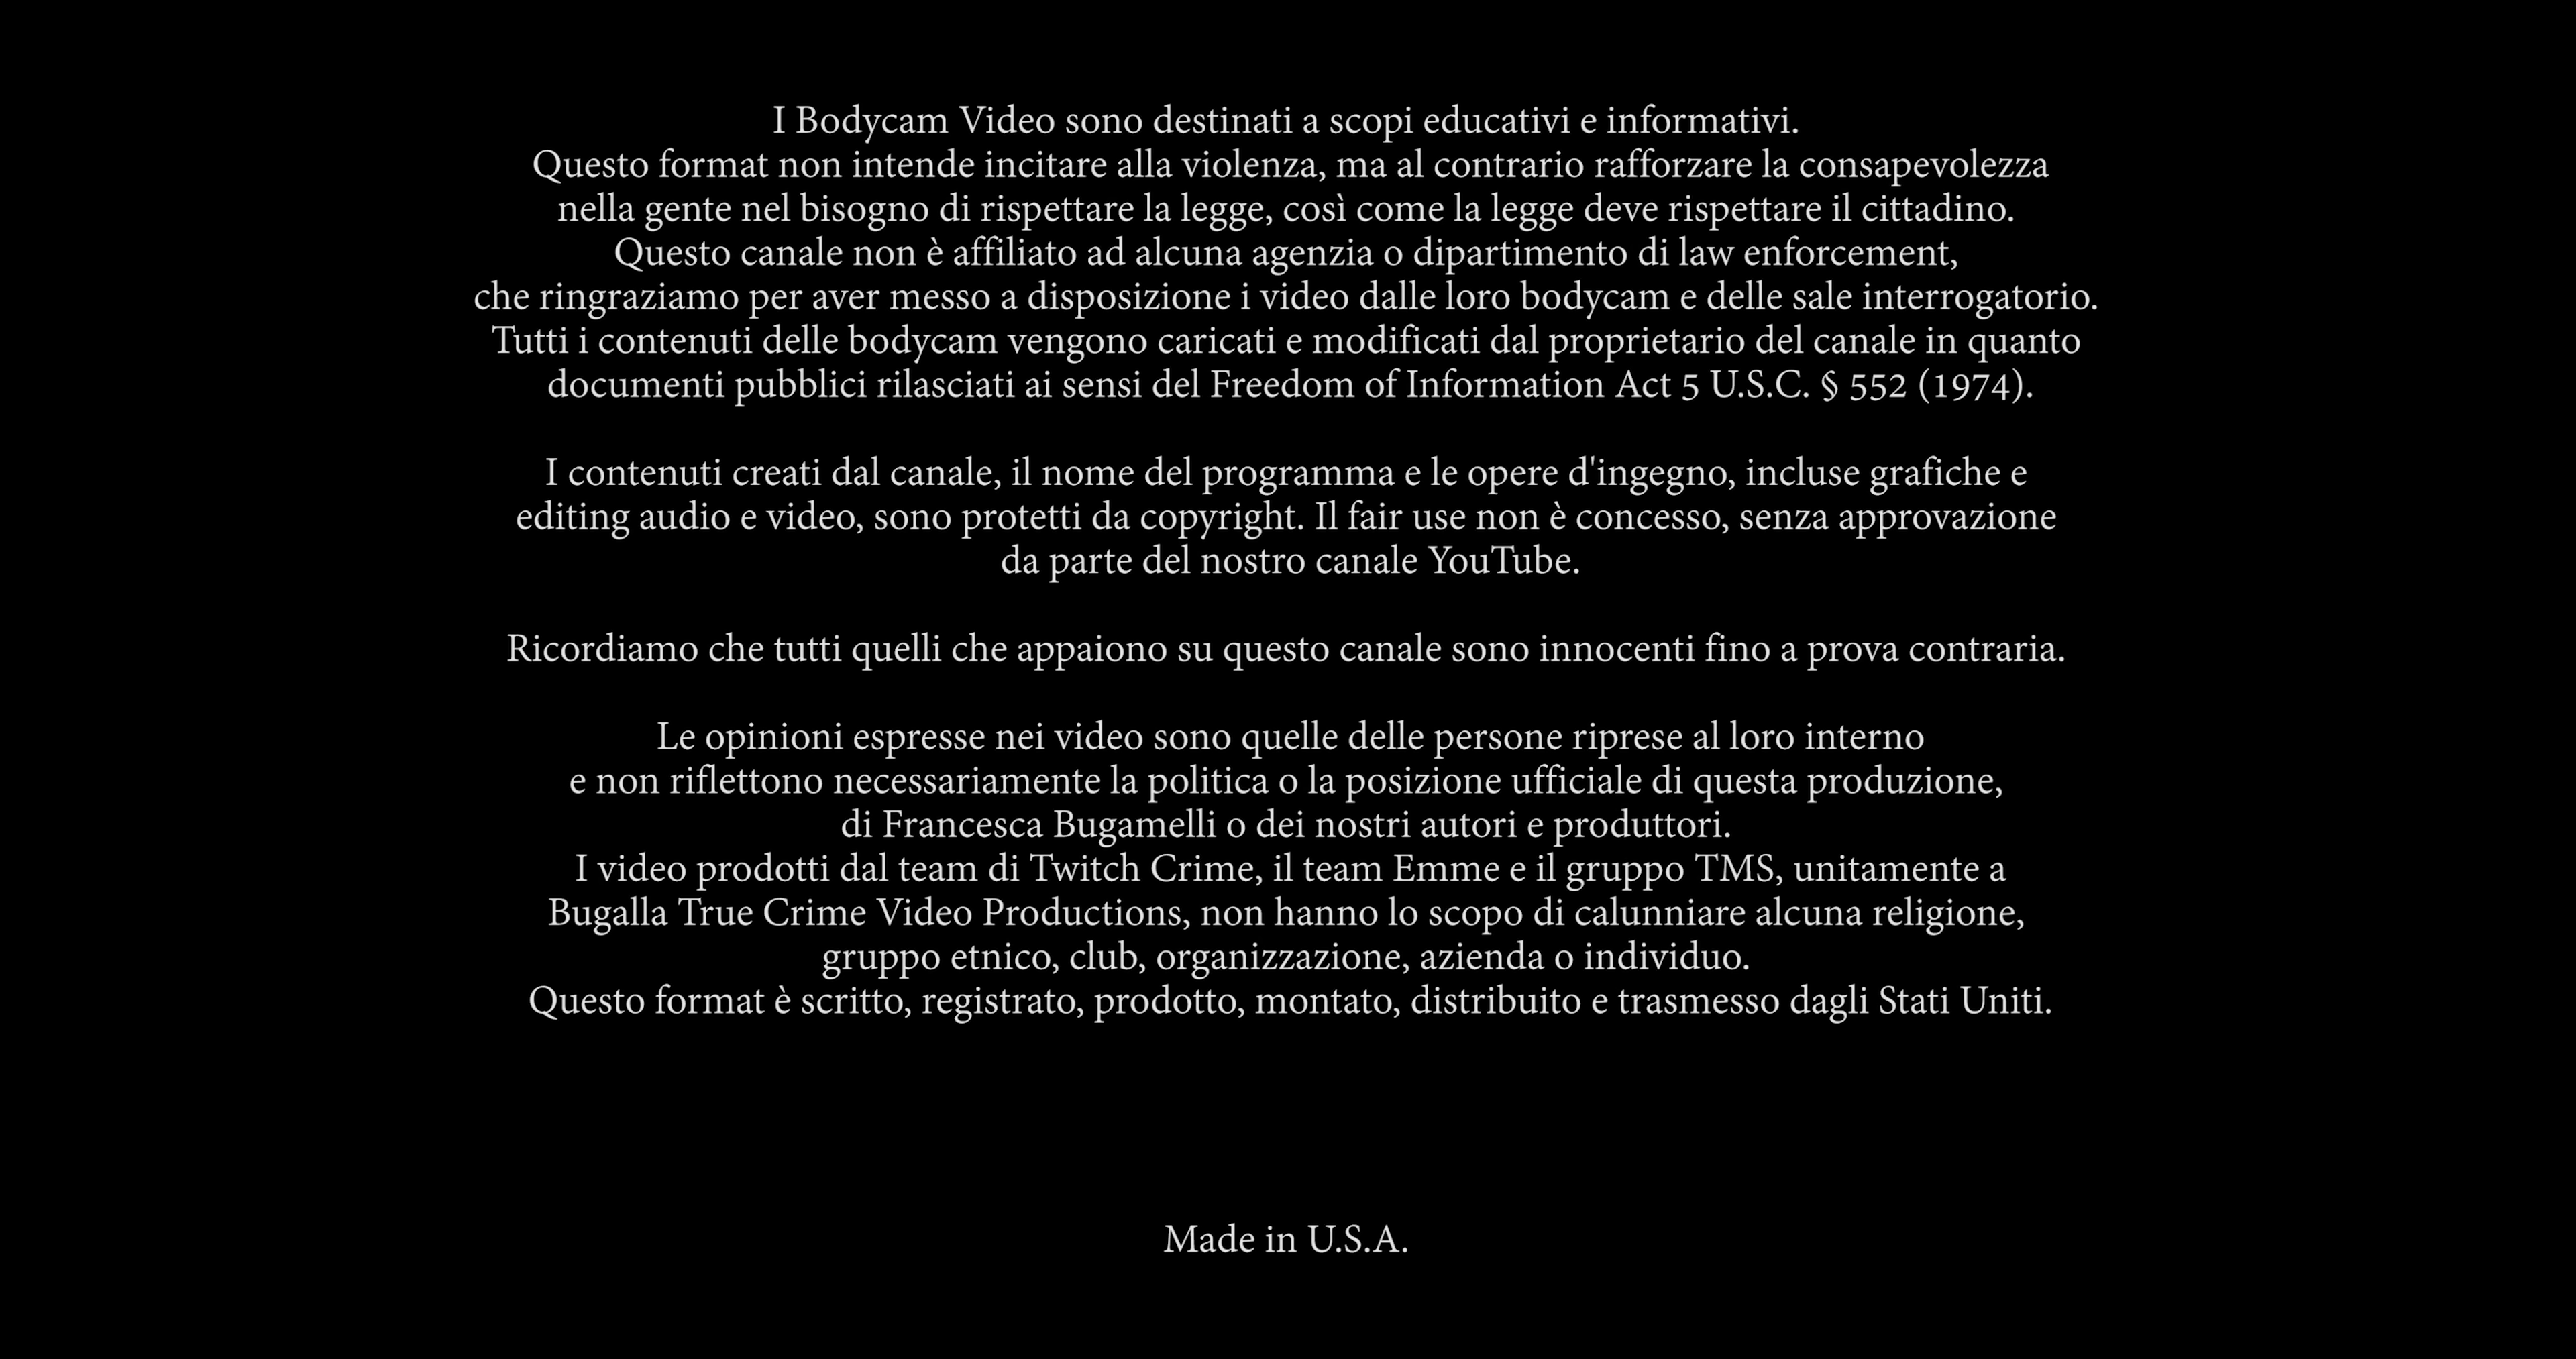 I Bodycam Video sono destinati a scopi educativi e informativi.
Questo format non intende incitare alla violenza, ma al contrario rafforzare la consapevolezza
nella gente nel bisogno di rispettare la legge, così come la legge deve rispettare il cittadino.
Questo canale non è affiliato ad alcuna agenzia o dipartimento di law enforcement,
che ringraziamo per aver messo a disposizione i video dalle loro bodycam e delle sale interrogatorio.
Tutti i contenuti delle bodycam vengono caricati e modificati dal proprietario del canale in quanto
documenti pubblici rilasciati ai sensi del Freedom of Information Act 5 U.S.C. § 552 (1974).
I contenuti creati dal canale, il nome del programma e le opere d'ingegno, incluse grafiche e
editing audio e video, sono protetti da copyright. Il fair use non è concesso, senza approvazione
da parte del nostro canale YouTube.
Ricordiamo che tutti quelli che appaiono su questo canale sono innocenti fino a prova contraria.
Le opinioni espresse nei video sono quelle delle persone riprese al loro interno
e non riflettono necessariamente la politica o la posizione ufficiale di questa produzione,
di Francesca Bugamelli o dei nostri autori e produttori.
I video prodotti dal team di Twitch Crime, il team Emme e il gruppo TMS, unitamente a
Bugalla True Crime Video Productions, non hanno lo scopo di calunniare alcuna religione,
gruppo etnico, club, organizzazione, azienda o individuo.
Questo format è scritto, registrato, prodotto, montato, distribuito e trasmesso dagli Stati Uniti.
Made in U.S.A.